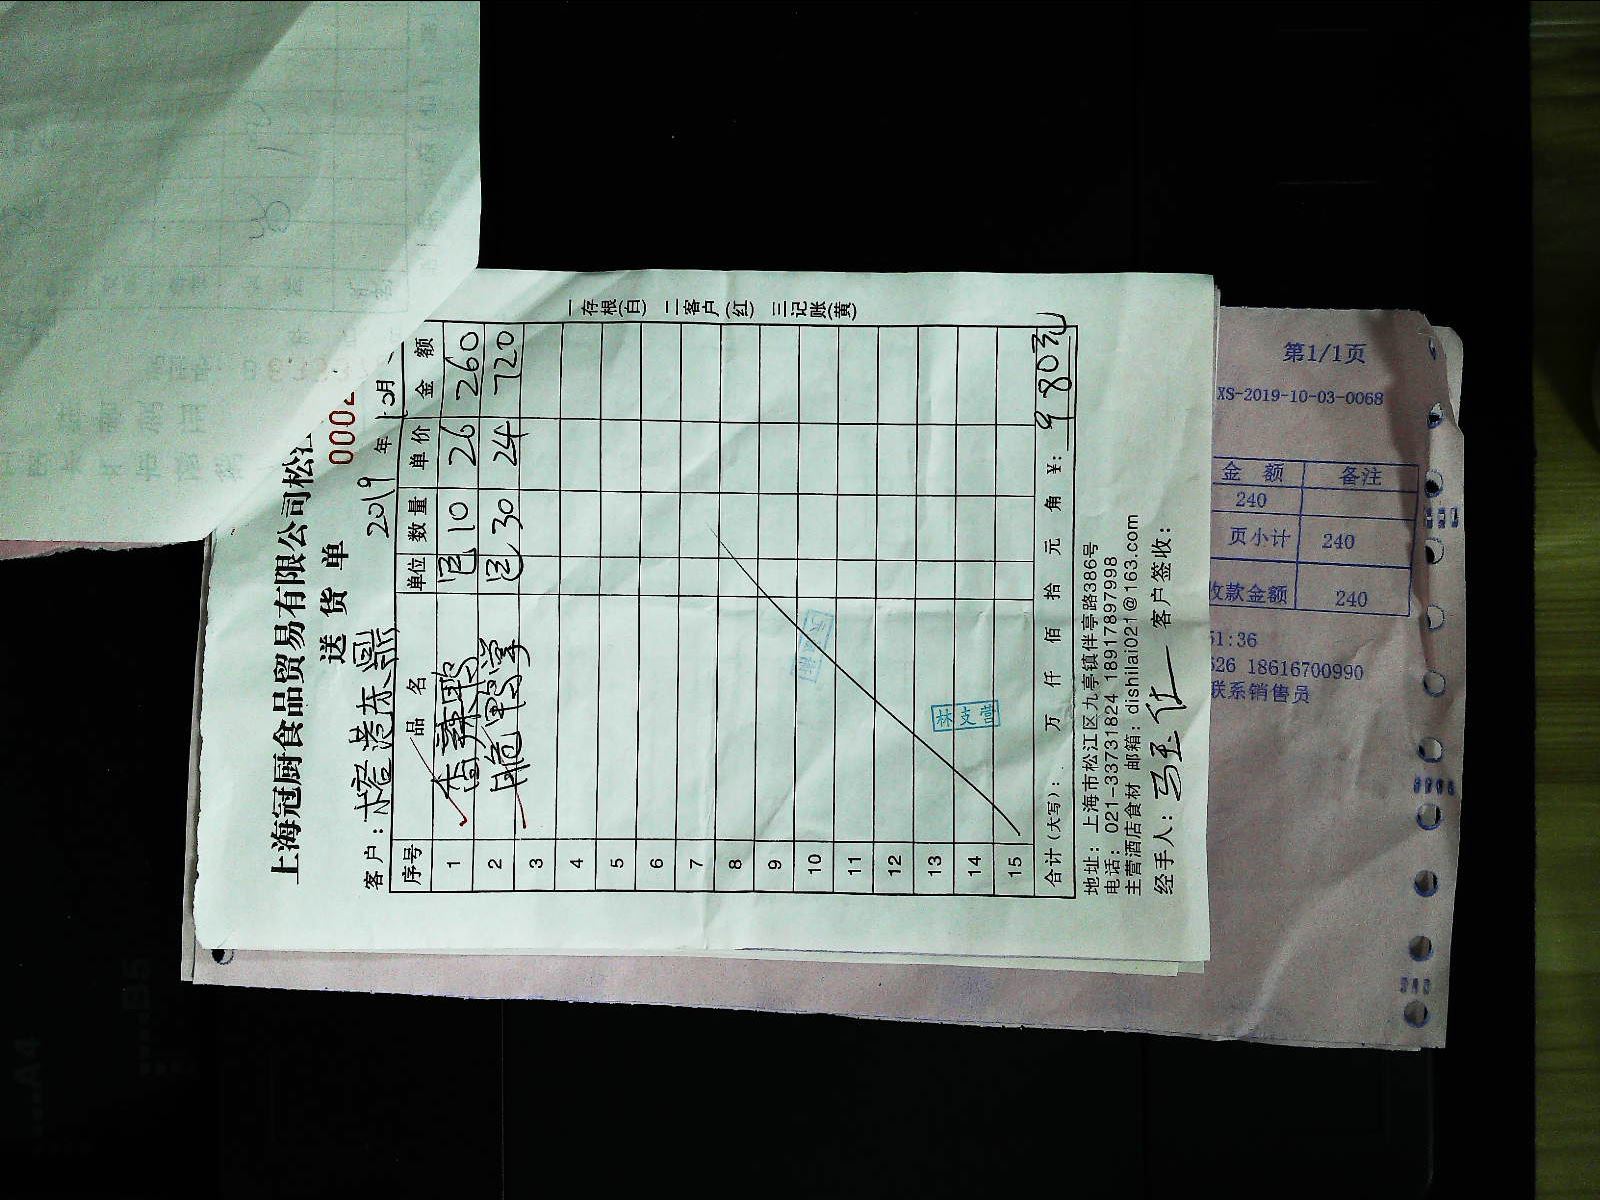 上海冠厨食品贸易有限公司松江
送货单
0002
客户:
2019 年 10月
序号 品名 单位 数量 单价 金额
1 香辣鸭 包 10 26 260
2 脆鸭掌 包 30 24 720
3
4
5
6
7
8
9
10
11
12
13
14
15
林支营
合计(大写): 万 仟 佰 拾 元 角 ¥: 980元
一存根(白) 二客户(红) 三记账(黄)
地址: 上海市松江区九亭镇伴亭路386号
电话: 021-33731824 18917897998
主营酒店食材 邮箱: dishilai021@163.com
经手人: 客户签收:
第1/1页
XS-2019-10-03-0068
金额 备注
240
页小计 240
收款金额 240
51:36
526 18616700990
联系销售员